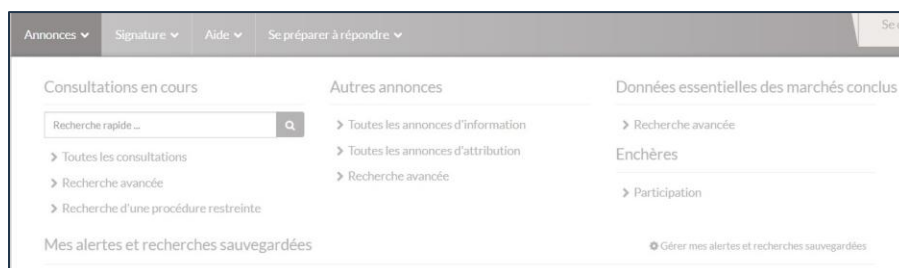 Annonces Signature Aide Se préparer à répondre Se
Consultations en cours
Recherche rapide ...
Toutes les consultations
Recherche avancée
Recherche d'une procédure restreinte
Autres annonces
Toutes les annonces d'information
Toutes les annonces d'attribution
Recherche avancée
Données essentielles des marchés conclus
Recherche avancée
Enchères
Participation
Mes alertes et recherches sauvegardées
Gérer mes alertes et recherches sauvegardées